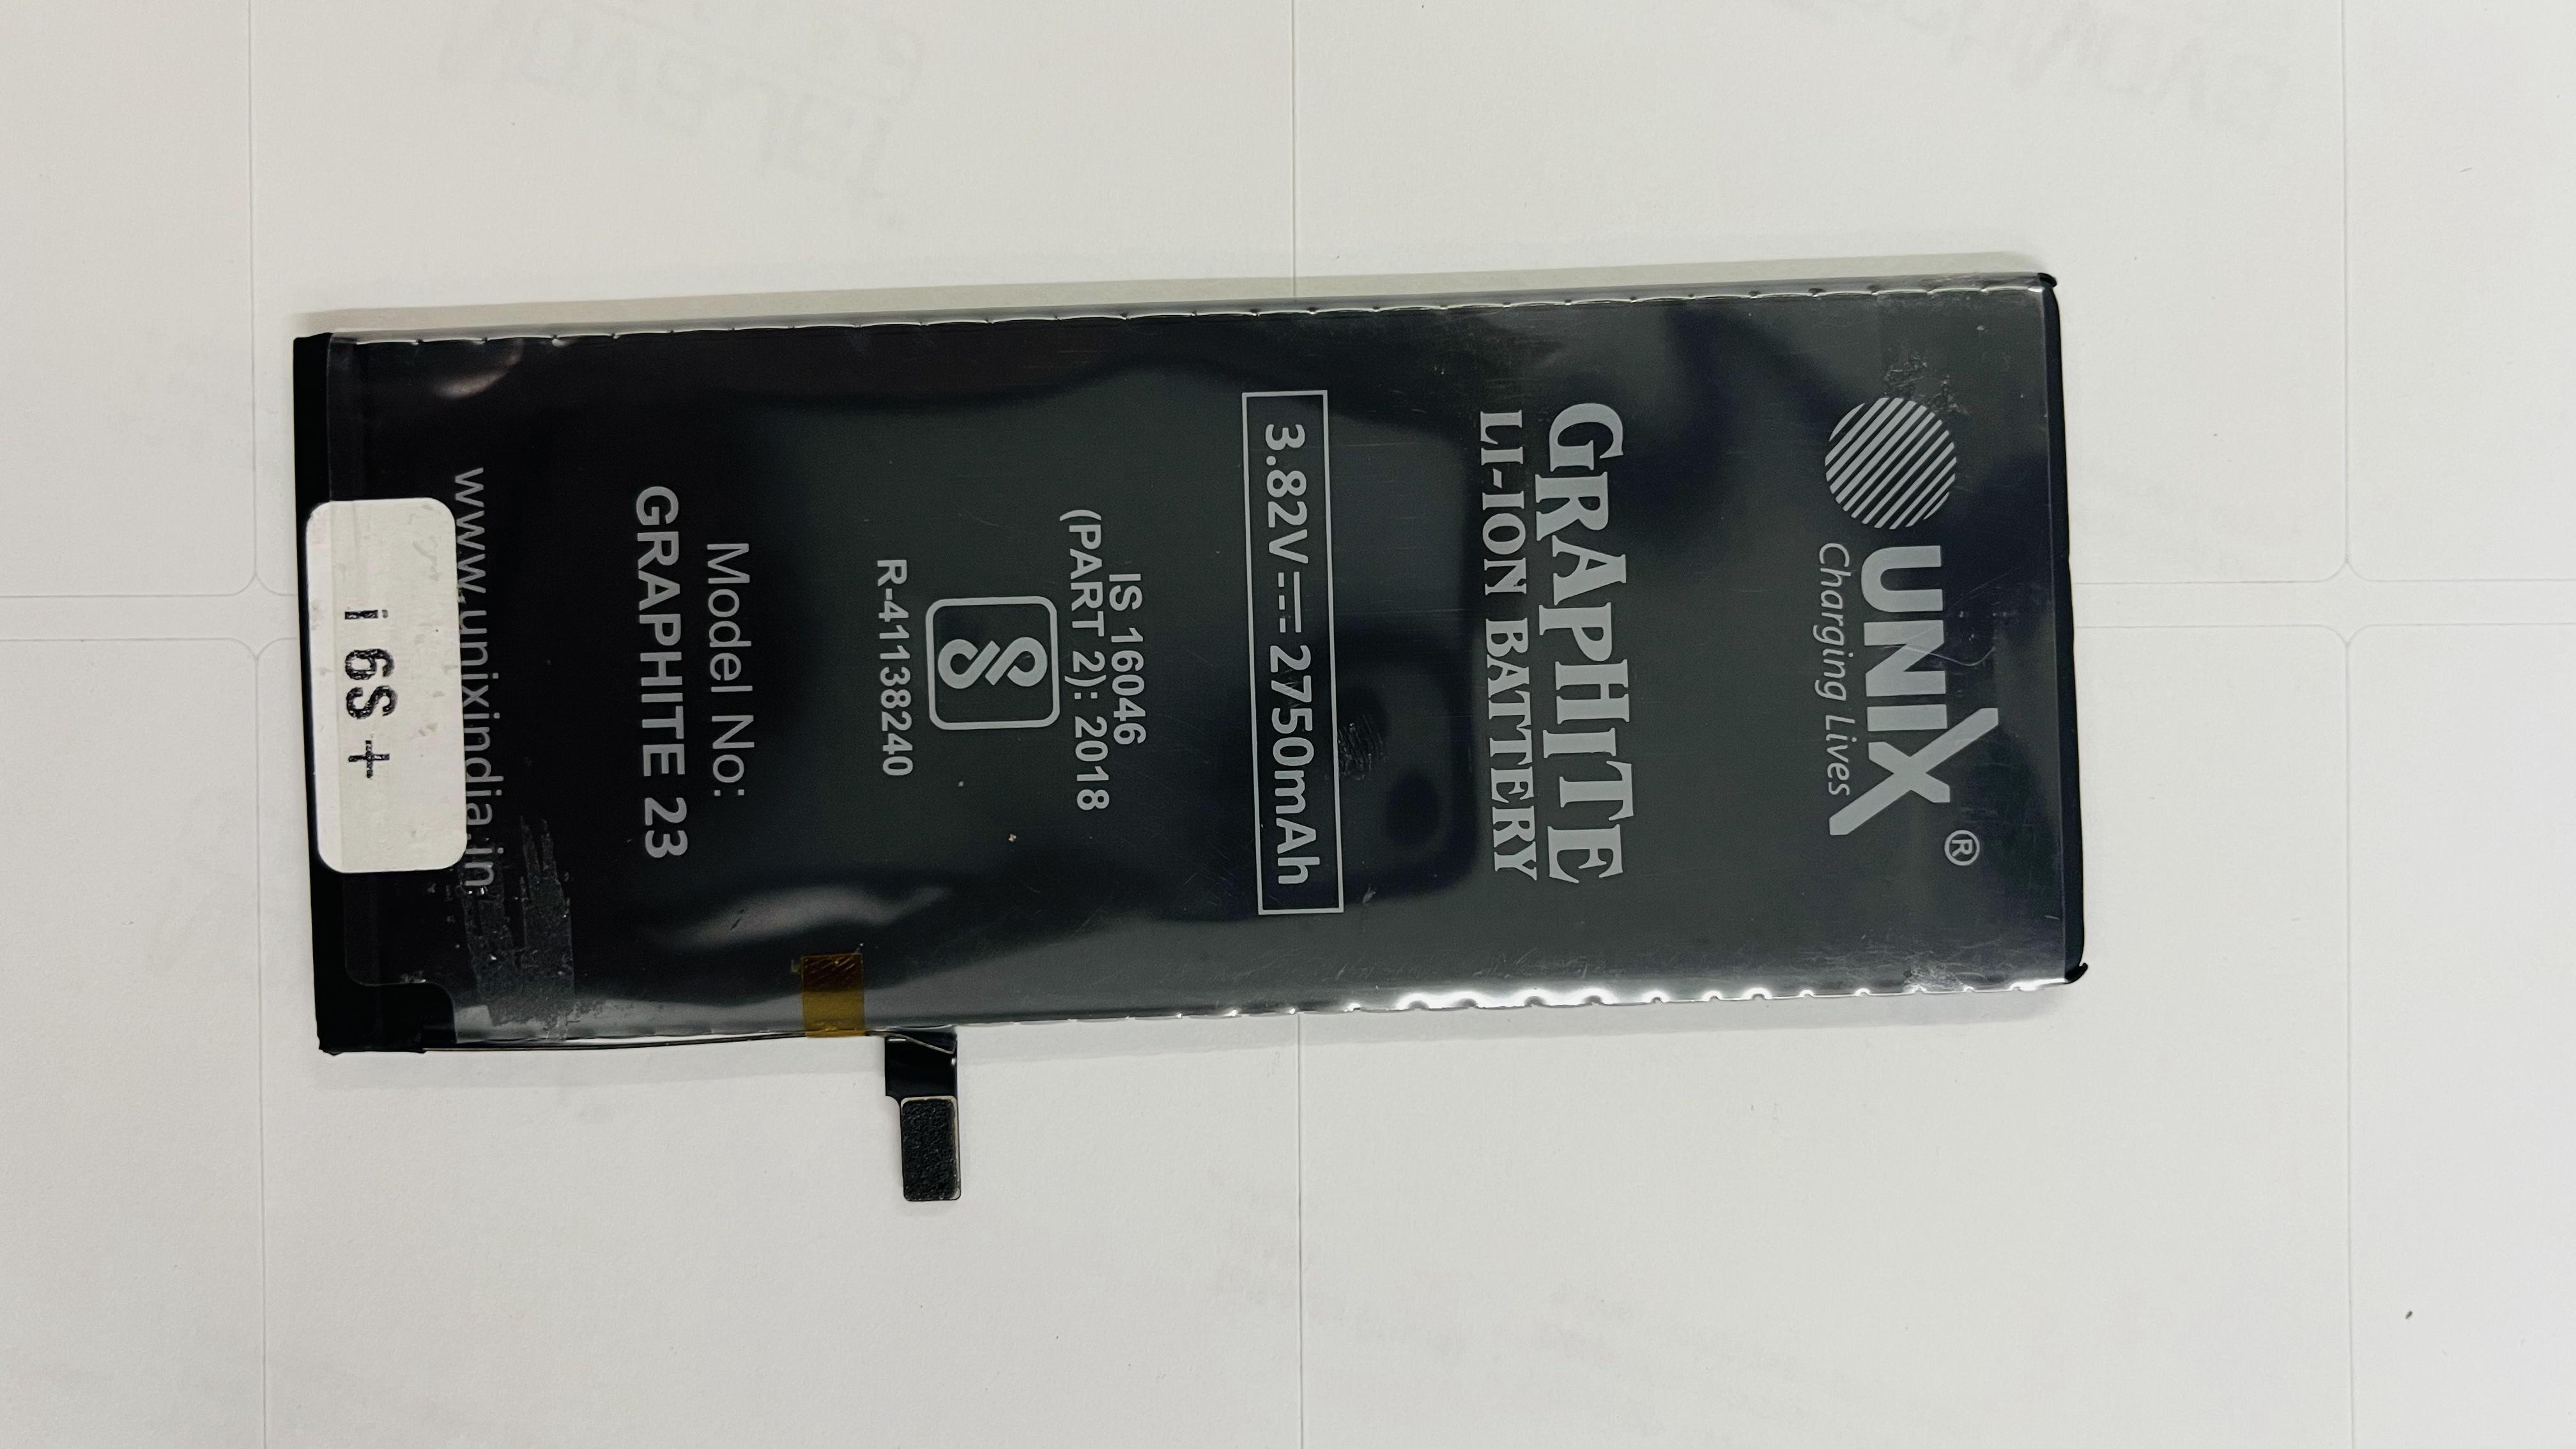 UNIX®
Charging Lives
GRAPHITE
LI-ION BATTERY
3.82V⎓2750mAh
IS 16046
(PART 2): 2018
R-41138240
Model No:
GRAPHITE 23
www.unixindia.in
i 6S +